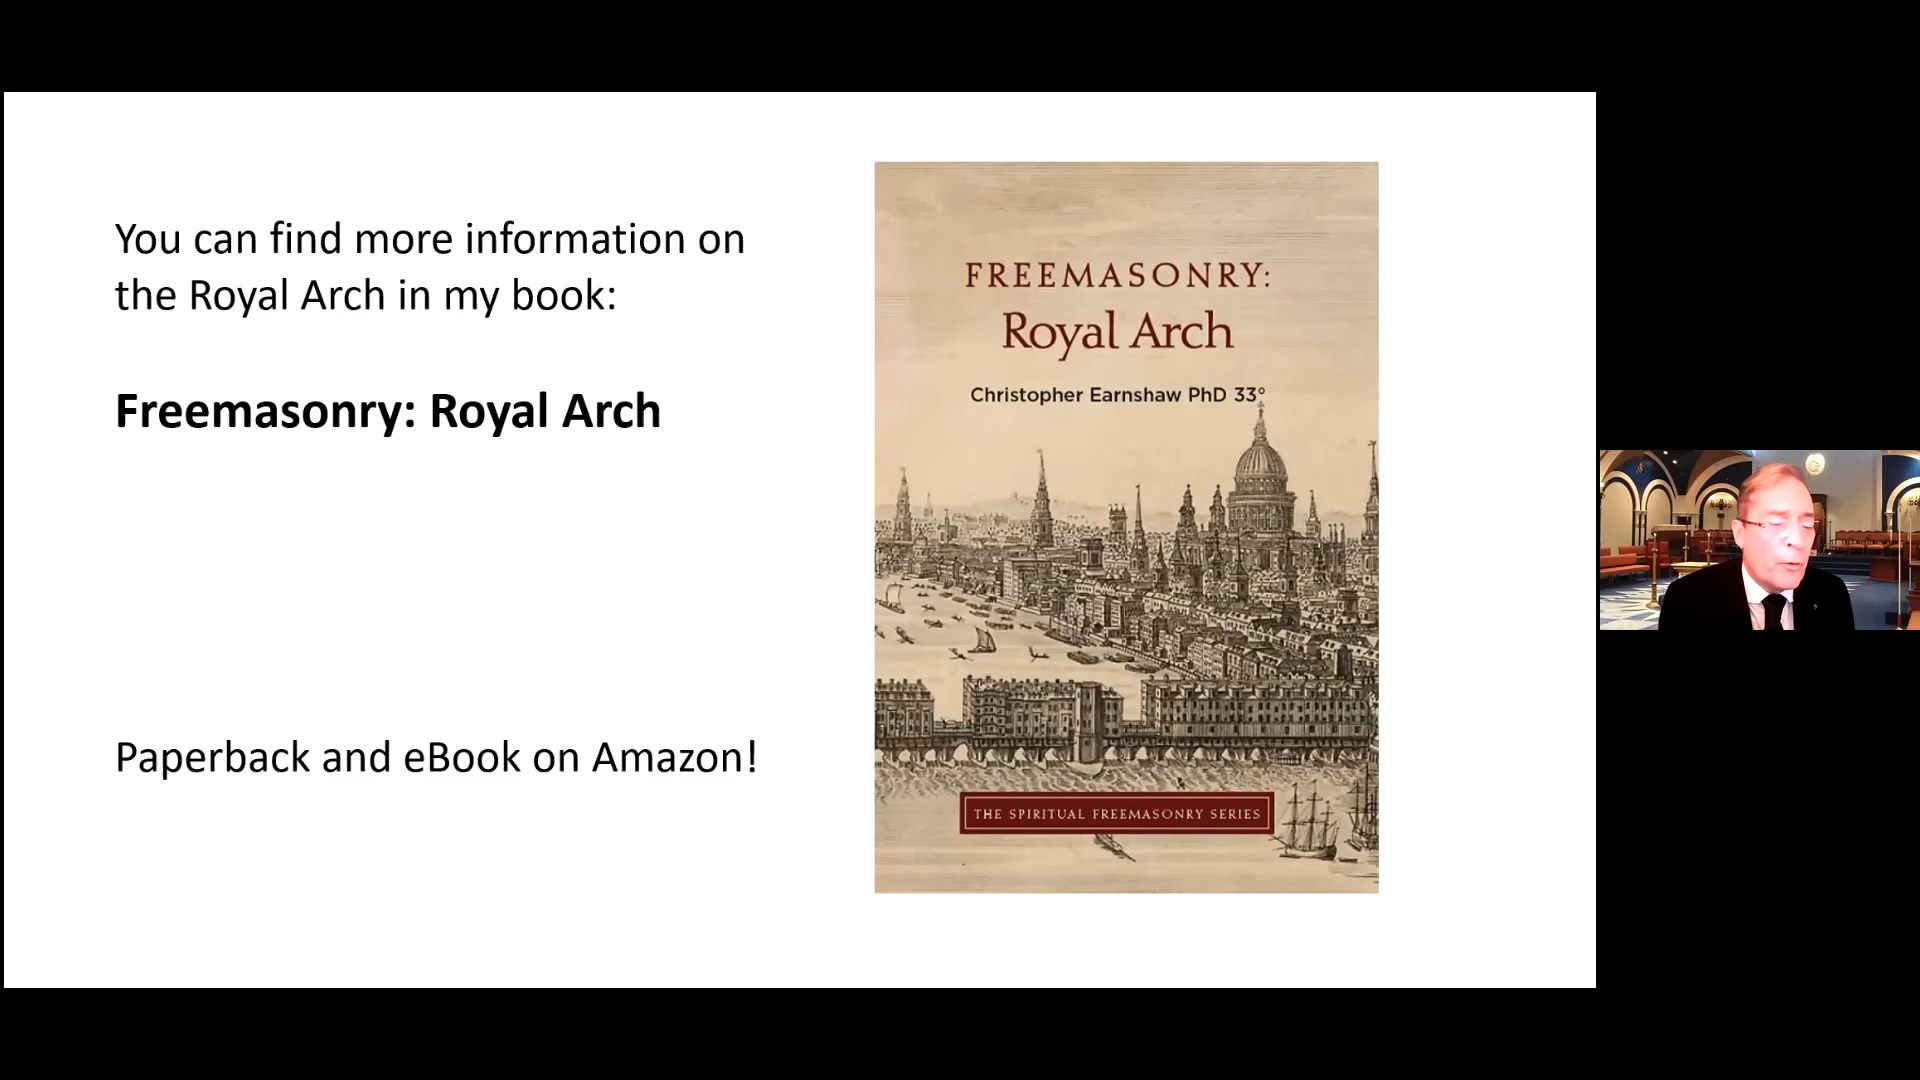 You can find more information on
the Royal Arch in my book:
Freemasonry: Royal Arch
Paperback and eBook on Amazon!
FREEMASONRY:
Royal Arch
Christopher Earnshaw PhD 33°
THE SPIRITUAL FREEMASONRY SERIES